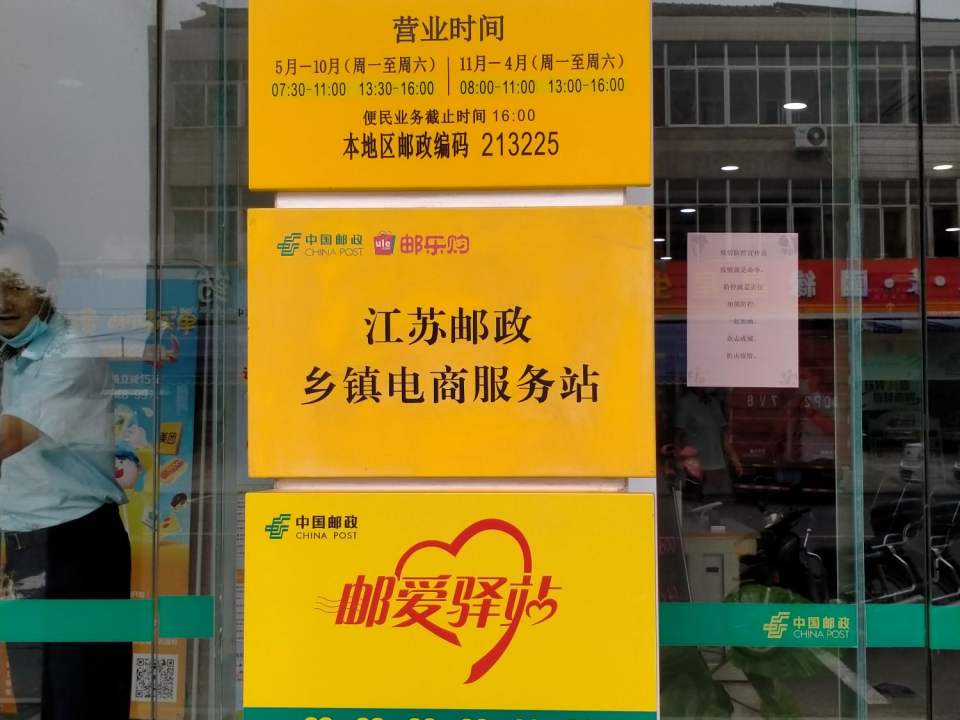 营业时间
5月—10月（周一至周六）
07:30-11:00 13:30-16:00
11月—4月（周一至周六）
08:00-11:00 13:00-16:00
便民业务截止时间 16:00
本地区邮政编码 213225
中国邮政
CHINA POST
ule 邮乐购
江苏邮政
乡镇电商服务站
中国邮政
CHINA POST
邮爱驿站
中国邮政
CHINA POST